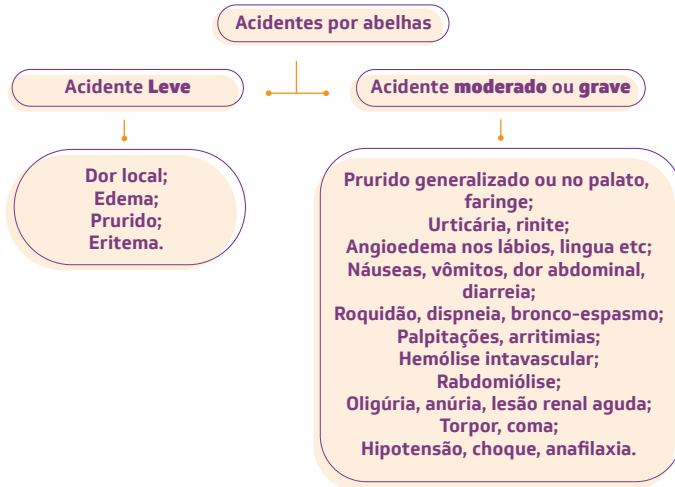 Acidentes por abelhas
Acidente Leve
Acidente moderado ou grave
Dor local;
Edema;
Prurido;
Eritema.
Prurido generalizado ou no palato,
faringe;
Urticária, rinite;
Angioedema nos lábios, lingua etc;
Náuseas, vômitos, dor abdominal,
diarreia;
Roquidão, dispneia, bronco-espasmo;
Palpitações, arritimias;
Hemólise intavascular;
Rabdomiólise;
Oligúria, anúria, lesão renal aguda;
Torpor, coma;
Hipotensão, choque, anafilaxia.